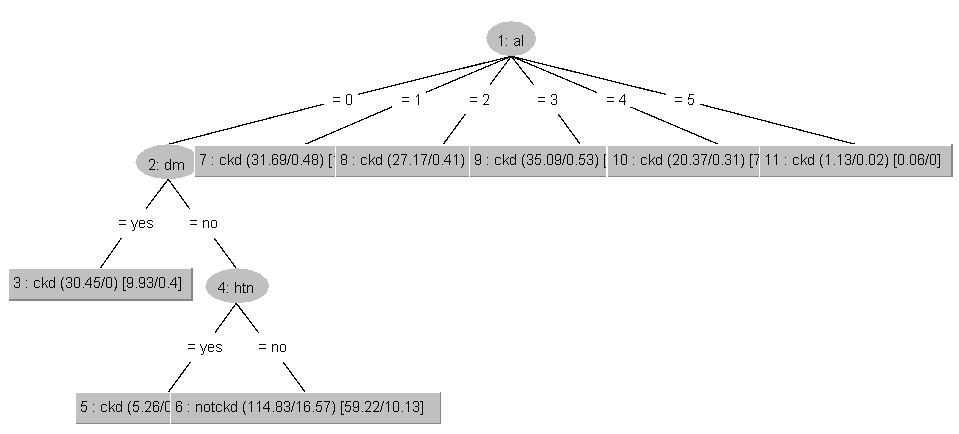 1: al
= 0
= 1
= 2
= 3
= 4
= 5
2: dm
7 : ckd (31.69/0.48) [
8 : ckd (27.17/0.41)
9 : ckd (35.09/0.53) [
10 : ckd (20.37/0.31) [7
11 : ckd (1.13/0.02) [0.06/0]
= yes
= no
3 : ckd (30.45/0) [9.93/0.4]
4: htn
= yes
= no
5 : ckd (5.26/0
6 : notckd (114.83/16.57) [59.22/10.13]